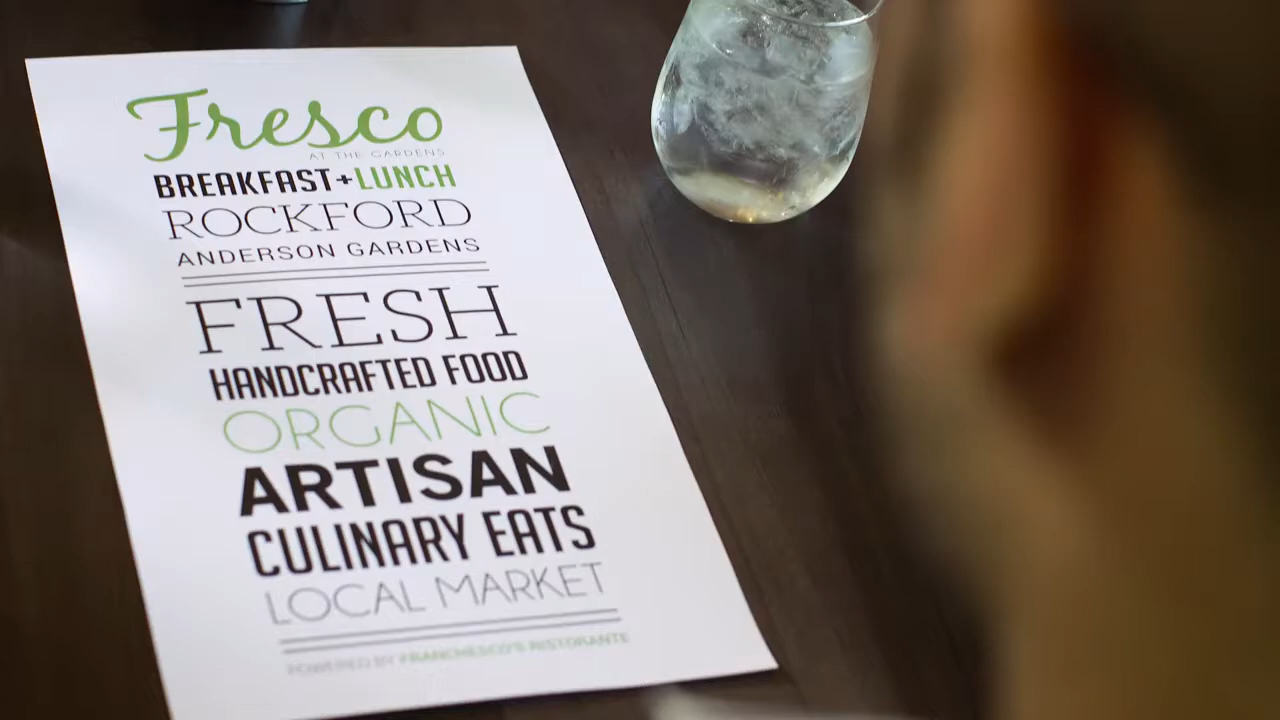 Fresco
AT THE GARDENS
BREAKFAST+LUNCH
ROCKFORD
ANDERSON GARDENS
FRESH
HANDCRAFTED FOOD
ORGANIC
ARTISAN
CULINARY EATS
LOCAL MARKET
POWERED BY FRANCHESCO'S RISTORANTE